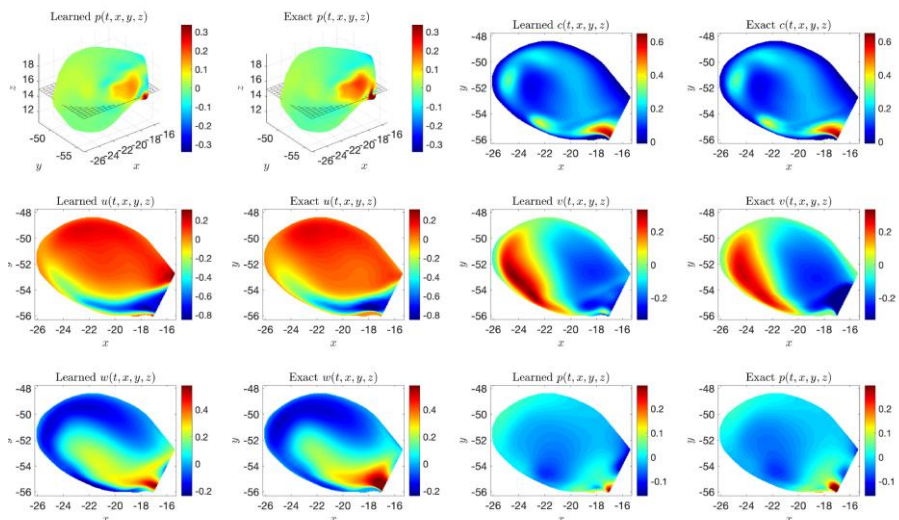 Learned p(t, x, y, z)
Exact p(t, x, y, z)
Learned c(t, x, y, z)
Exact c(t, x, y, z)
18
16
14
12
z
-50
-55
y
-26
-24
-22
-20
-18
-16
x
0.3
0.2
0.1
0
-0.1
-0.2
-0.3
18
16
14
12
z
-50
-55
y
-26
-24
-22
-20
-18
-16
x
0.3
0.2
0.1
0
-0.1
-0.2
-0.3
-48
-50
-52
-54
-56
y
-26 -24 -22 -20 -18 -16
x
0.6
0.4
0.2
0
-48
-50
-52
-54
-56
y
-26 -24 -22 -20 -18 -16
x
0.6
0.4
0.2
0
Learned u(t, x, y, z)
Exact u(t, x, y, z)
Learned v(t, x, y, z)
Exact v(t, x, y, z)
-48
-50
-52
-54
-56
-26 -24 -22 -20 -18 -16
x
0.2
0
-0.2
-0.4
-0.6
-0.8
-48
-50
-52
-54
-56
y
-26 -24 -22 -20 -18 -16
x
0.2
0
-0.2
-0.4
-0.6
-0.8
-48
-50
-52
-54
-56
y
-26 -24 -22 -20 -18 -16
x
0.2
0
-0.2
-48
-50
-52
-54
-56
y
-26 -24 -22 -20 -18 -16
x
0.2
0
-0.2
Learned w(t, x, y, z)
Exact w(t, x, y, z)
Learned p(t, x, y, z)
Exact p(t, x, y, z)
-48
-50
-52
-54
-56
-26 -24 -22 -20 -18 -16
x
0.4
0.2
0
-0.2
-48
-50
-52
-54
-56
y
-26 -24 -22 -20 -18 -16
x
0.4
0.2
0
-0.2
-48
-50
-52
-54
-56
y
-26 -24 -22 -20 -18 -16
x
0.2
0.1
0
-0.1
-48
-50
-52
-54
-56
y
-26 -24 -22 -20 -18 -16
x
0.2
0.1
0
-0.1